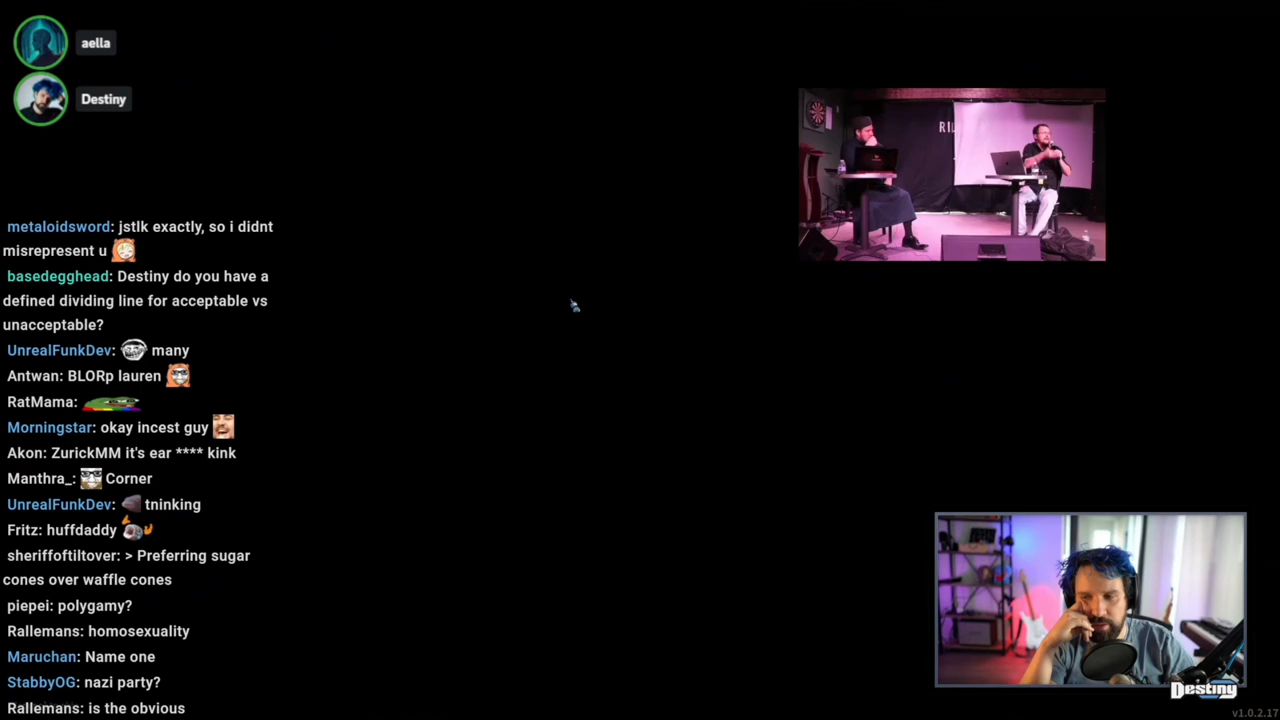 aella
Destiny
metaloidsword: jstlk exactly, so i didnt
misrepresent u
basedegghead: Destiny do you have a
defined dividing line for acceptable vs
unacceptable?
UnrealFunkDev: many
Antwan: BLORp lauren
RatMama:
Morningstar: okay incest guy
Akon: ZurickMM it's ear **** kink
Manthra_: Corner
UnrealFunkDev: tninking
Fritz: huffdaddy
sheriffoftiltover: > Preferring sugar
cones over waffle cones
piepei: polygamy?
Rallemans: homosexuality
Maruchan: Name one
StabbyOG: nazi party?
Rallemans: is the obvious
Destiny
v1.0.2.17